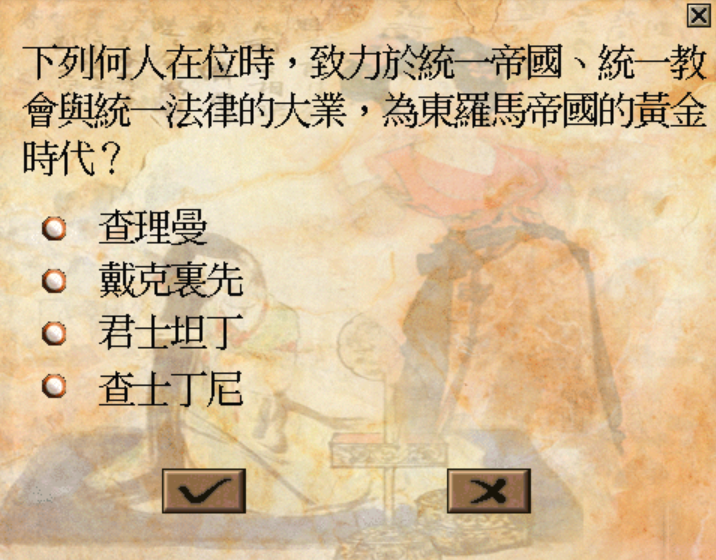 下列何人在位時，致力於統一帝國、統一教
會與統一法律的大業，為東羅馬帝國的黃金
時代？
查理曼
戴克裏先
君士坦丁
查士丁尼